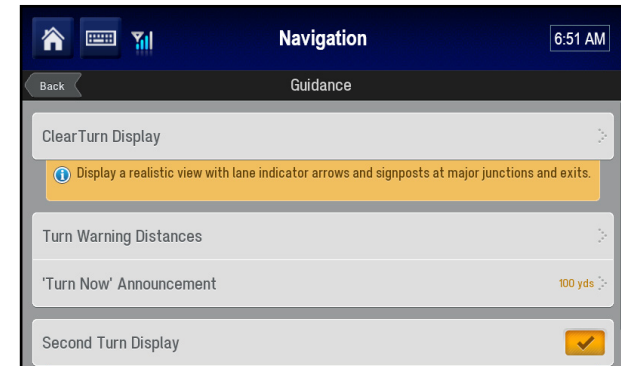 Navigation
6:51 AM
Back
Guidance
ClearTurn Display
Display a realistic view with lane indicator arrows and signposts at major junctions and exits.
Turn Warning Distances
'Turn Now' Announcement
100 yds
Second Turn Display